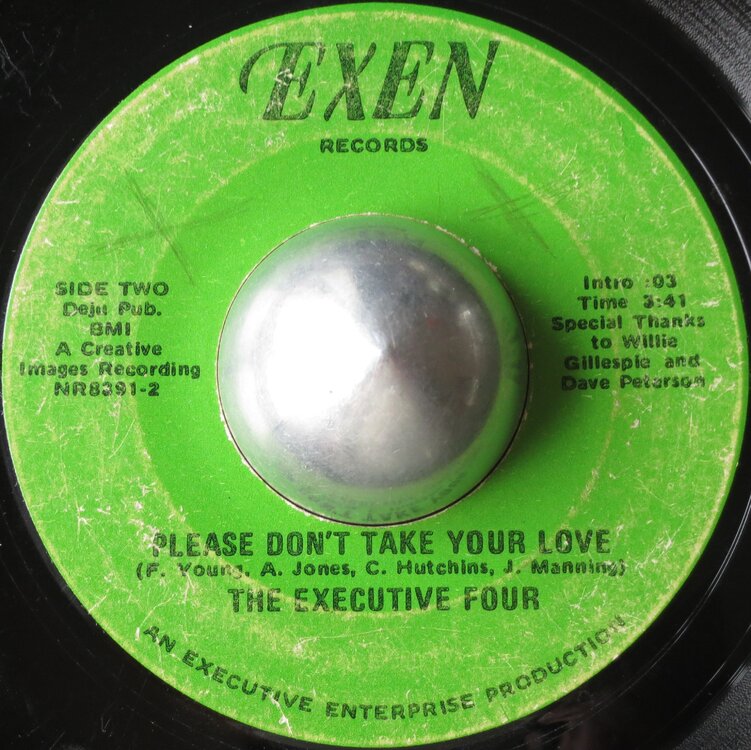 EXEN
RECORDS
SIDE TWO
Deju Pub.
BMI
A Creative
Images Recording
NR8391-2
Intro :03
Time 3:41
Special Thanks
to Willie
Gillespie and
Dave Peterson
PLEASE DON'T TAKE YOUR LOVE
(F. Young, A. Jones, C. Hutchins, J. Manning)
THE EXECUTIVE FOUR
AN EXECUTIVE ENTERPRISE PRODUCTION